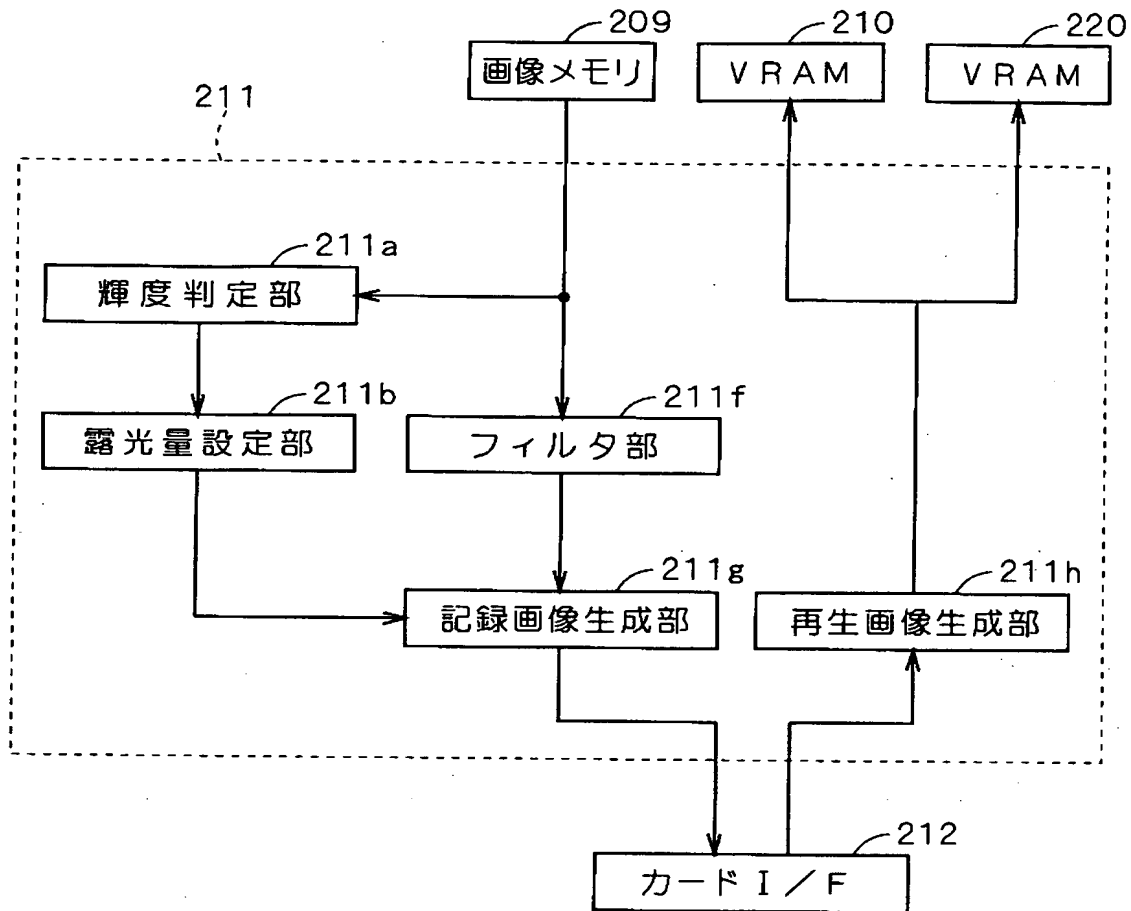 209
210
220
画像メモリ
VRAM
VRAM
211
211a
輝度判定部
211b
211f
露光量設定部
フィルタ部
211g
211h
記録画像生成部
再生画像生成部
212
カードI/F